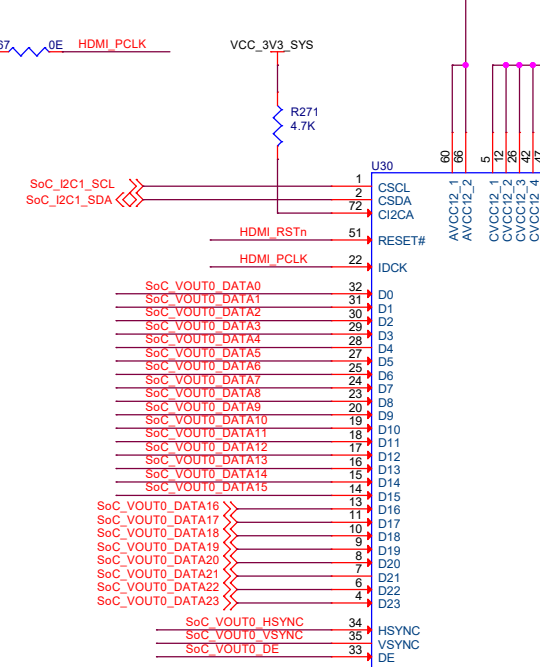 67 0E HDMI_PCLK
VCC_3V3_SYS
R271
4.7K
U30
60 AVCC12_1
66 AVCC12_2
5 CVCC12_1
12 CVCC12_2
26 CVCC12_3
42 CVCC12_4
47
SoC_I2C1_SCL 1 CSCL
SoC_I2C1_SDA 2 CSDA
72 CI2CA
HDMI_RSTn 51 RESET#
HDMI_PCLK 22 IDCK
SoC_VOUT0_DATA0 32 D0
SoC_VOUT0_DATA1 31 D1
SoC_VOUT0_DATA2 30 D2
SoC_VOUT0_DATA3 29 D3
SoC_VOUT0_DATA4 28 D4
SoC_VOUT0_DATA5 27 D5
SoC_VOUT0_DATA6 25 D6
SoC_VOUT0_DATA7 24 D7
SoC_VOUT0_DATA8 23 D8
SoC_VOUT0_DATA9 20 D9
SoC_VOUT0_DATA10 19 D10
SoC_VOUT0_DATA11 18 D11
SoC_VOUT0_DATA12 17 D12
SoC_VOUT0_DATA13 16 D13
SoC_VOUT0_DATA14 15 D14
SoC_VOUT0_DATA15 14 D15
SoC_VOUT0_DATA16 13 D16
SoC_VOUT0_DATA17 11 D17
SoC_VOUT0_DATA18 10 D18
SoC_VOUT0_DATA19 9 D19
SoC_VOUT0_DATA20 8 D20
SoC_VOUT0_DATA21 7 D21
SoC_VOUT0_DATA22 6 D22
SoC_VOUT0_DATA23 4 D23
SoC_VOUT0_HSYNC 34 HSYNC
SoC_VOUT0_VSYNC 35 VSYNC
SoC_VOUT0_DE 33 DE